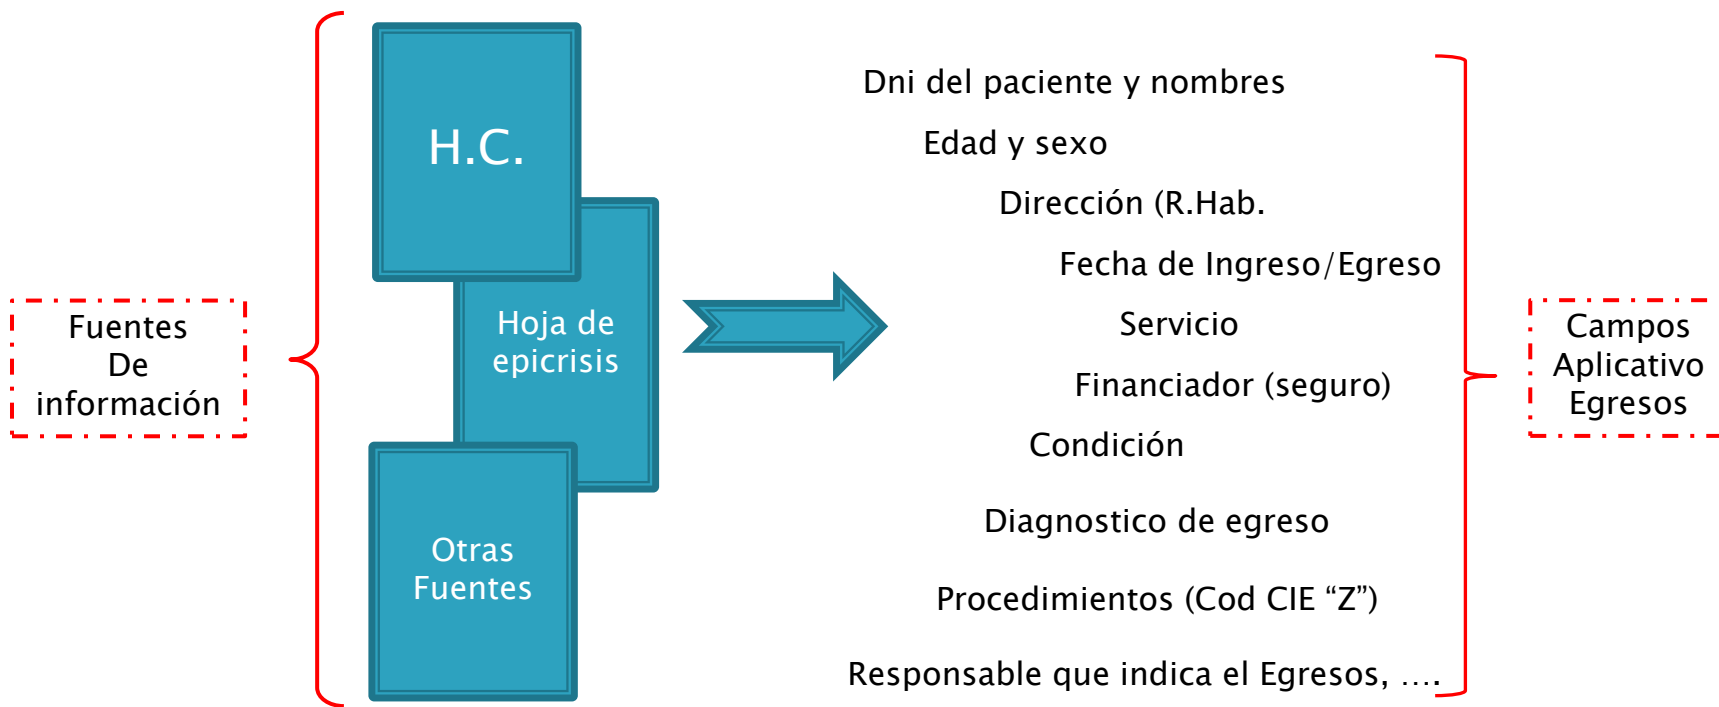 Fuentes
De
información
H.C.
Hoja de
epicrisis
Otras
Fuentes
Dni del paciente y nombres
Edad y sexo
Dirección (R.Hab.
Fecha de Ingreso/Egreso
Servicio
Financiador (seguro)
Condición
Diagnostico de egreso
Procedimientos (Cod CIE “Z”)
Responsable que indica el Egresos, ....
Campos
Aplicativo
Egresos